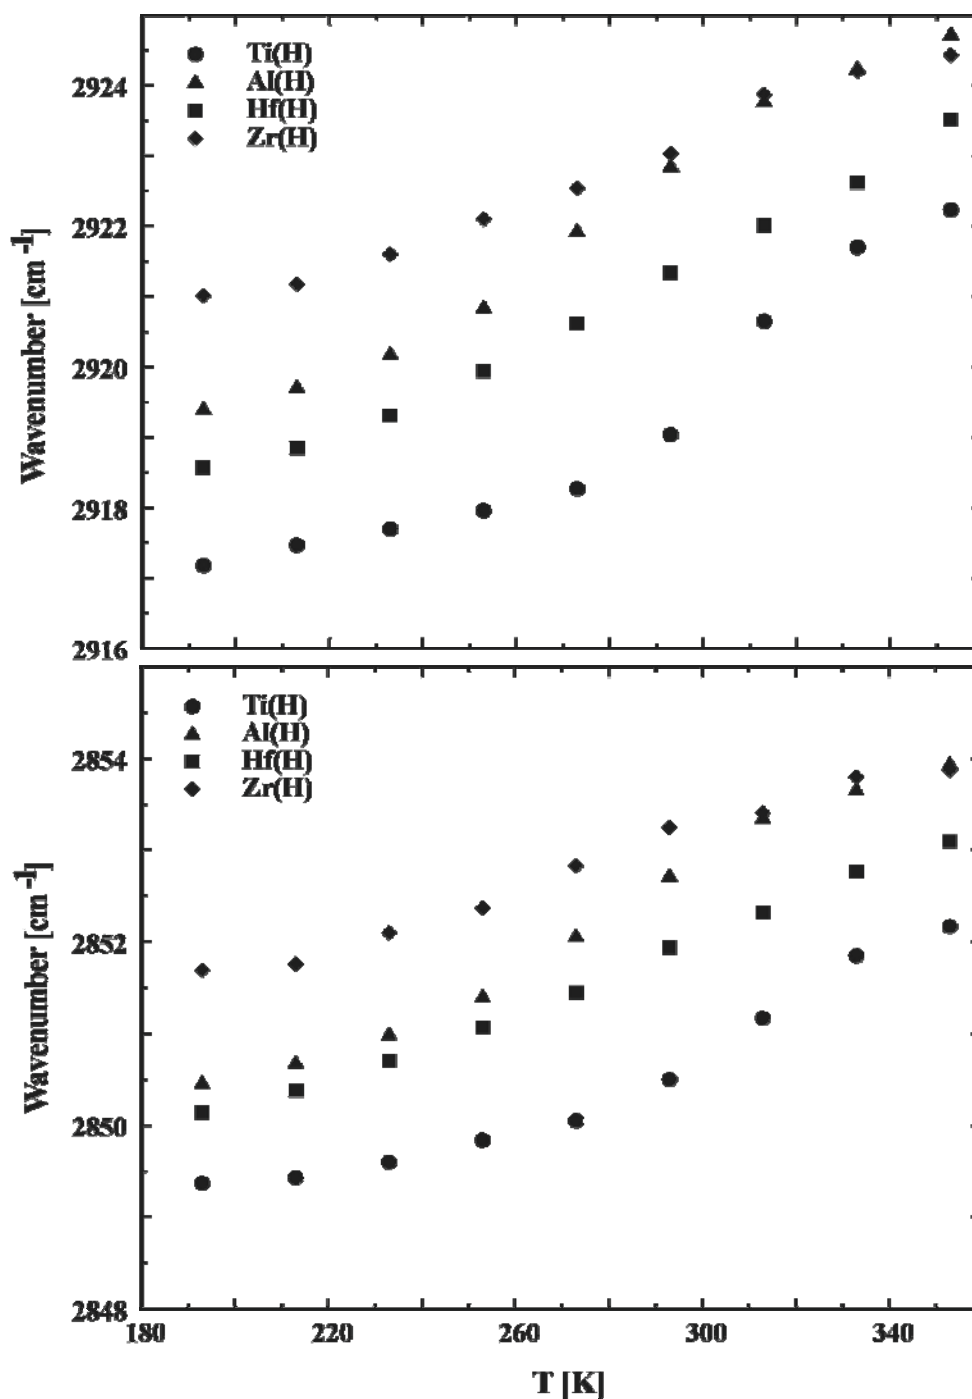 Ti(H)
Al(H)
Hf(H)
Zr(H)
2924
2922
2920
2918
2916
Wavenumber [cm⁻¹]
Ti(H)
Al(H)
Hf(H)
Zr(H)
2854
2852
2850
2848
Wavenumber [cm⁻¹]
180 220 260 300 340
T [K]